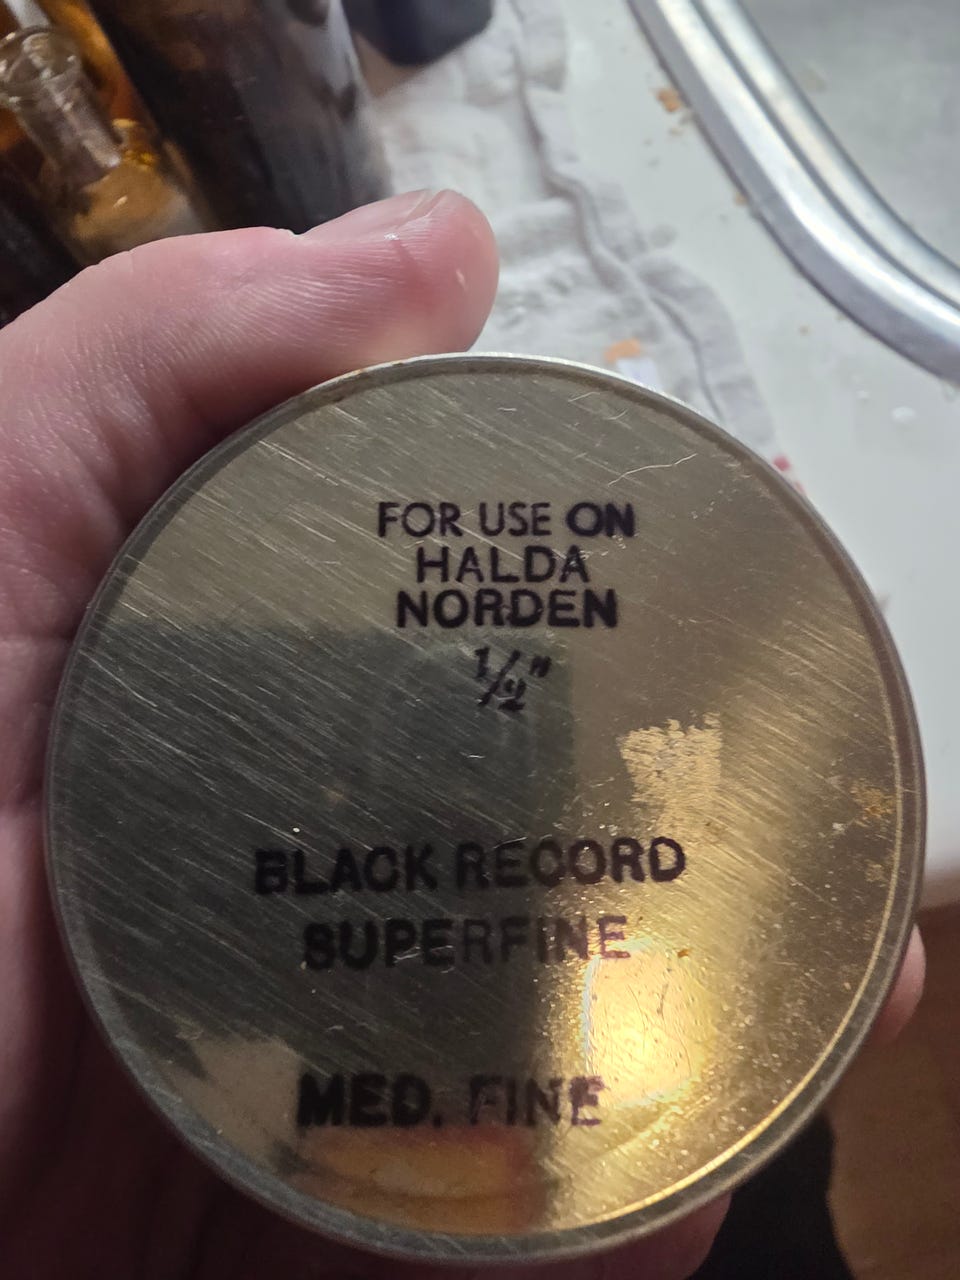 FOR USE ON
HALDA
NORDEN
1/2"
BLACK RECORD
SUPERFINE
MED. FINE